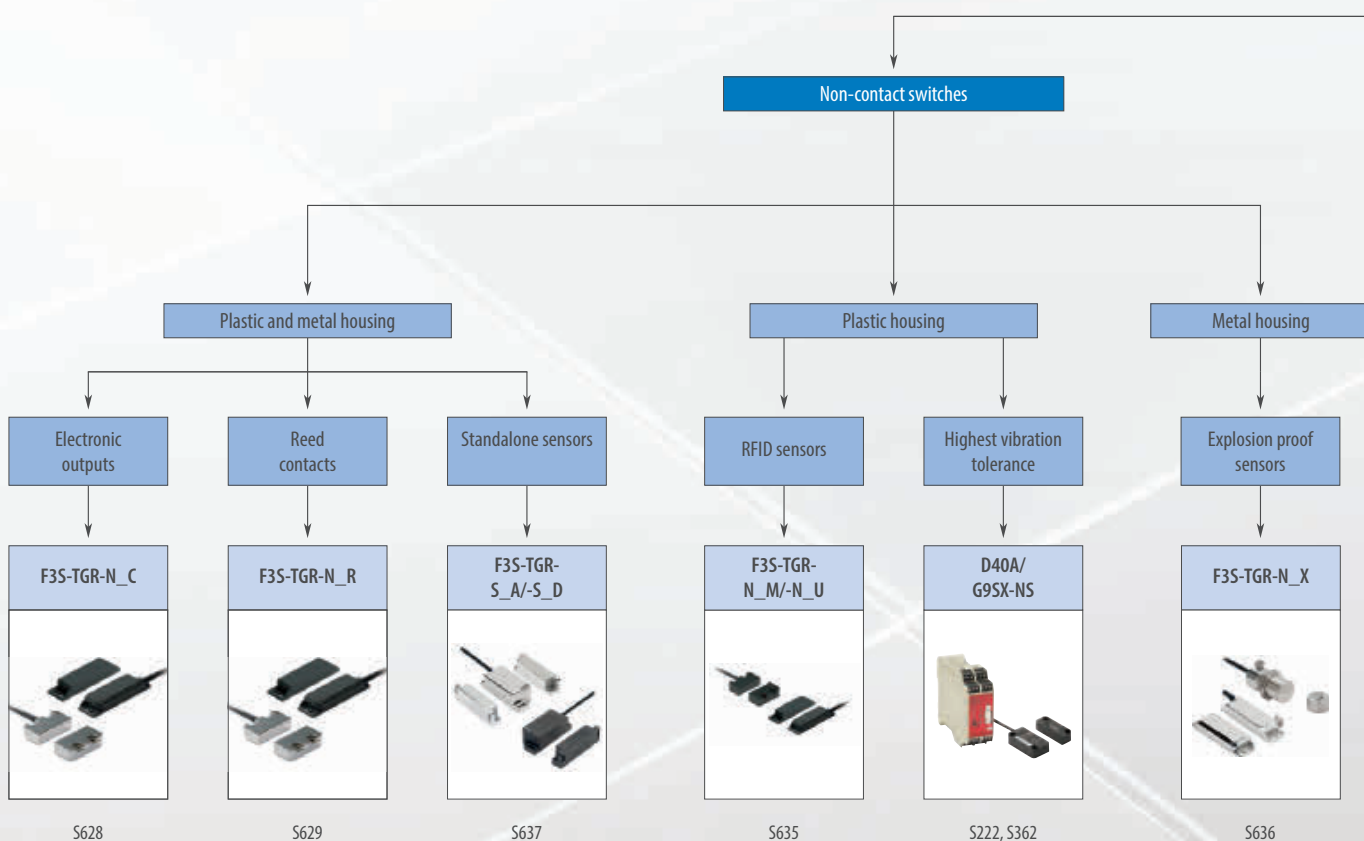 Non-contact switches
Plastic and metal housing
Plastic housing
Metal housing
Electronic
outputs
Reed
contacts
Standalone sensors
RFID sensors
Highest vibration
tolerance
Explosion proof
sensors
F3S-TGR-N_C
F3S-TGR-N_R
F3S-TGR-
S_A/-S_D
F3S-TGR-
N_M/-N_U
D40A/
G9SX-NS
F3S-TGR-N_X
S628
S629
S637
S635
S222, S362
S636